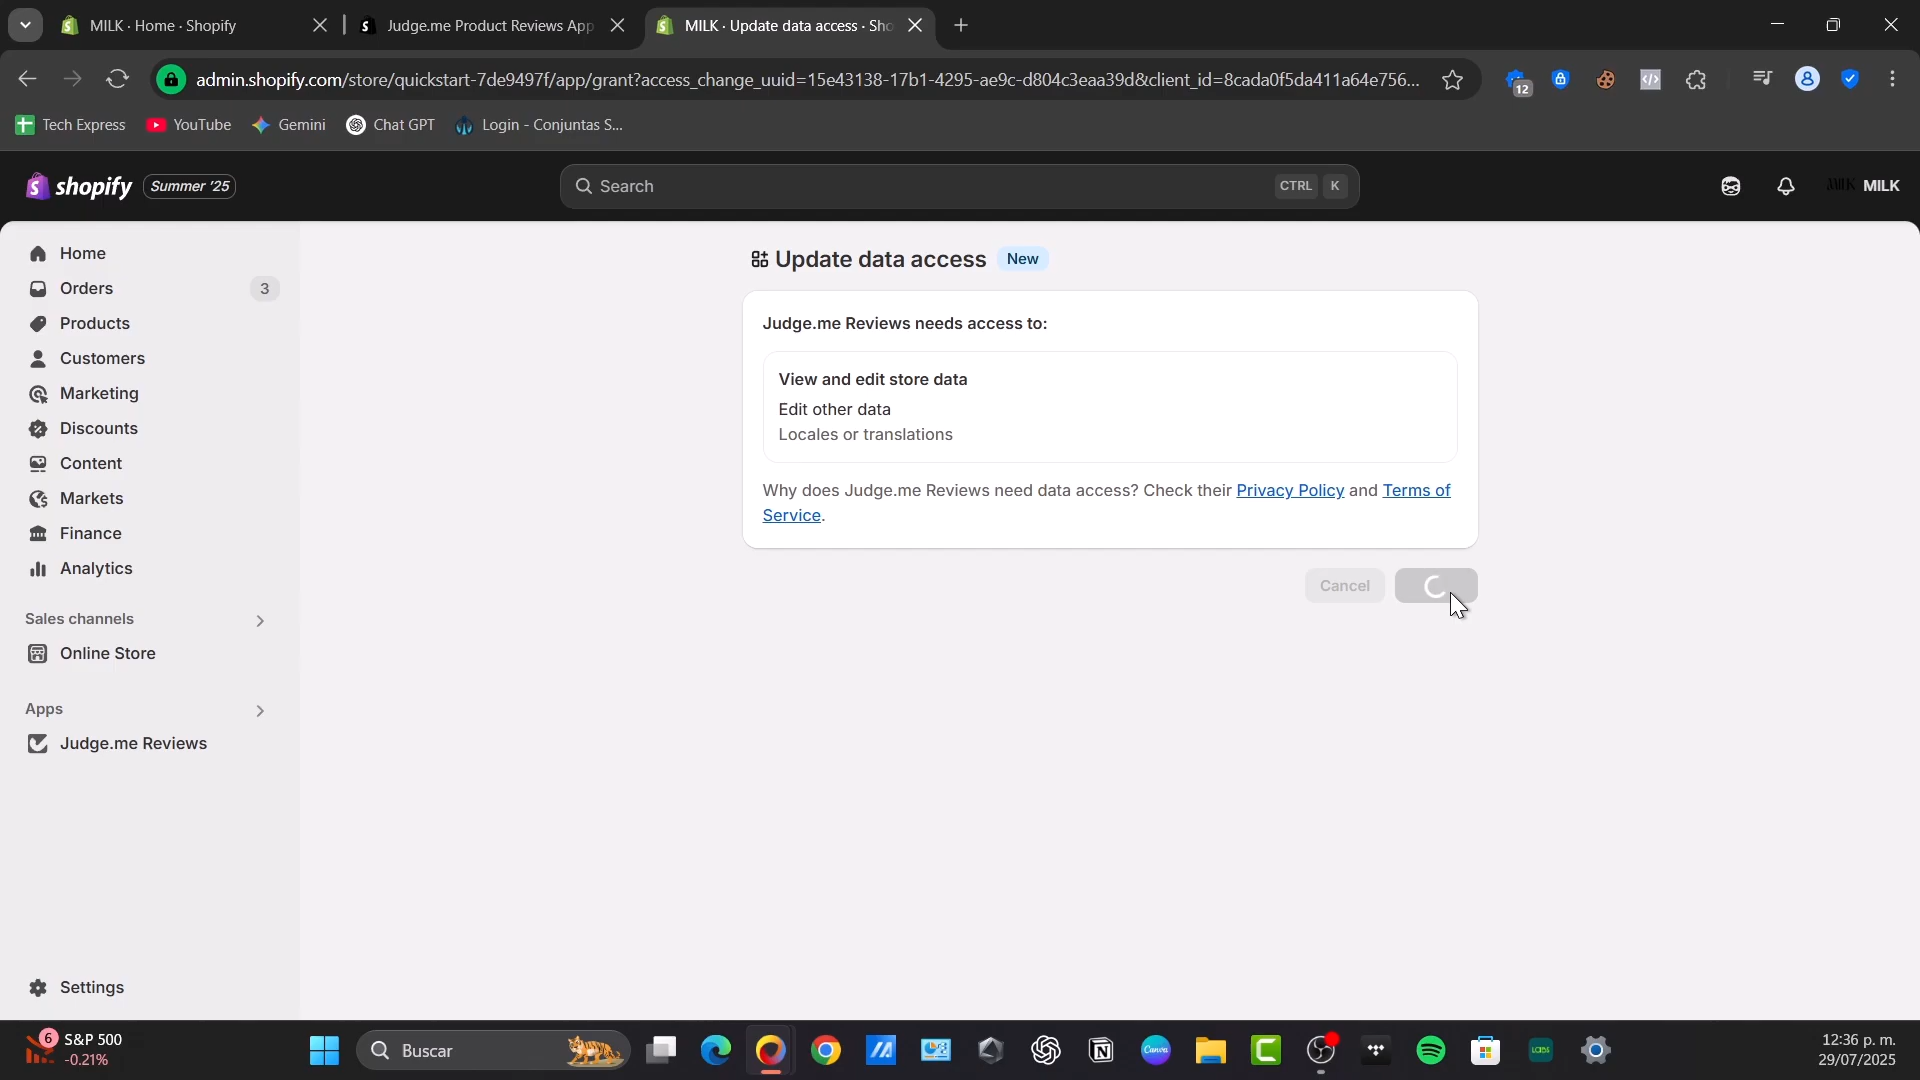 MILK · Home · Shopify
Judge.me Product Reviews App
MILK · Update data access · Sho
admin.shopify.com/store/quickstart-7de9497f/app/grant?access_change_uuid=15e43138-17b1-4295-ae9c-d804c3eaa39d&client_id=8cada0f5da411a64e756...
12
Tech Express
YouTube
Gemini
Chat GPT
Login - Conjuntas S...
shopify
Summer '25
Search
CTRL K
MILK
MILK
Home
Orders
3
Products
Customers
Marketing
Discounts
Content
Markets
Finance
Analytics
Sales channels
Online Store
Apps
Judge.me Reviews
Settings
Update data access
New
Judge.me Reviews needs access to:
View and edit store data
Edit other data
Locales or translations
Why does Judge.me Reviews need data access? Check their Privacy Policy and Terms of
Service.
Cancel
6
S&P 500
-0.21%
Buscar
Canva
LABS
12:36 p. m.
29/07/2025